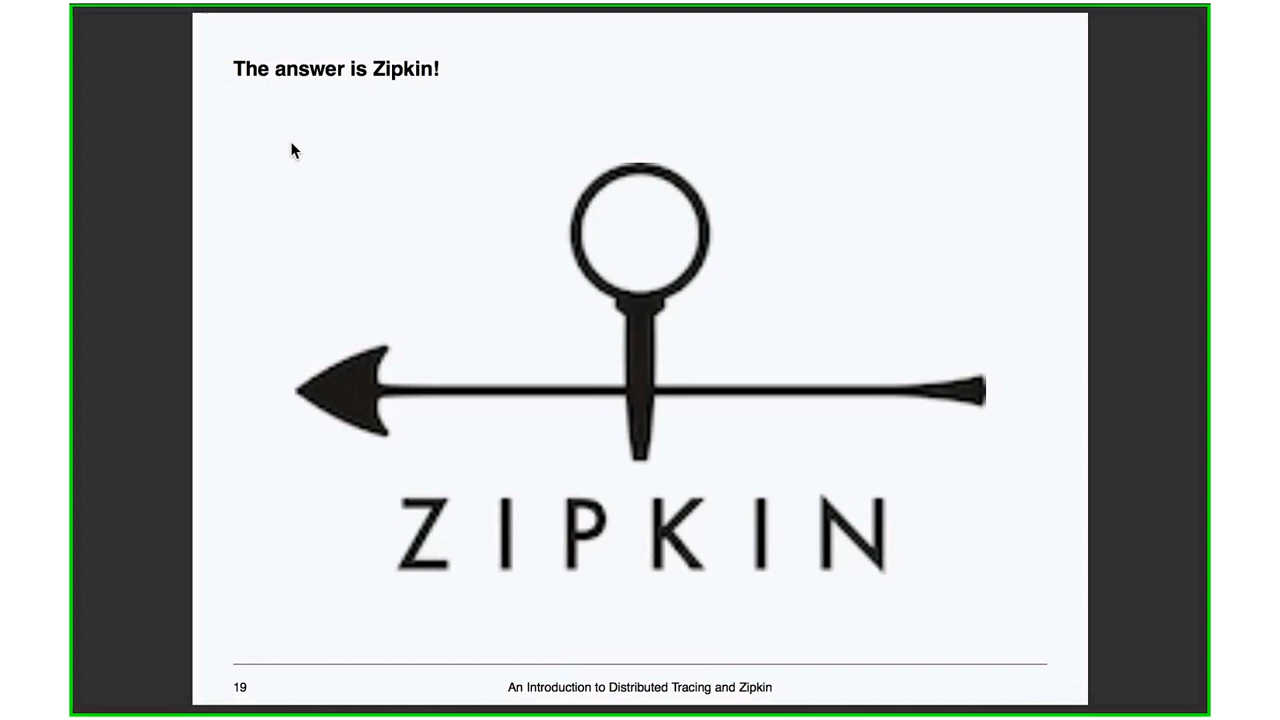 The answer is Zipkin!
ZIPKIN
19
An Introduction to Distributed Tracing and Zipkin